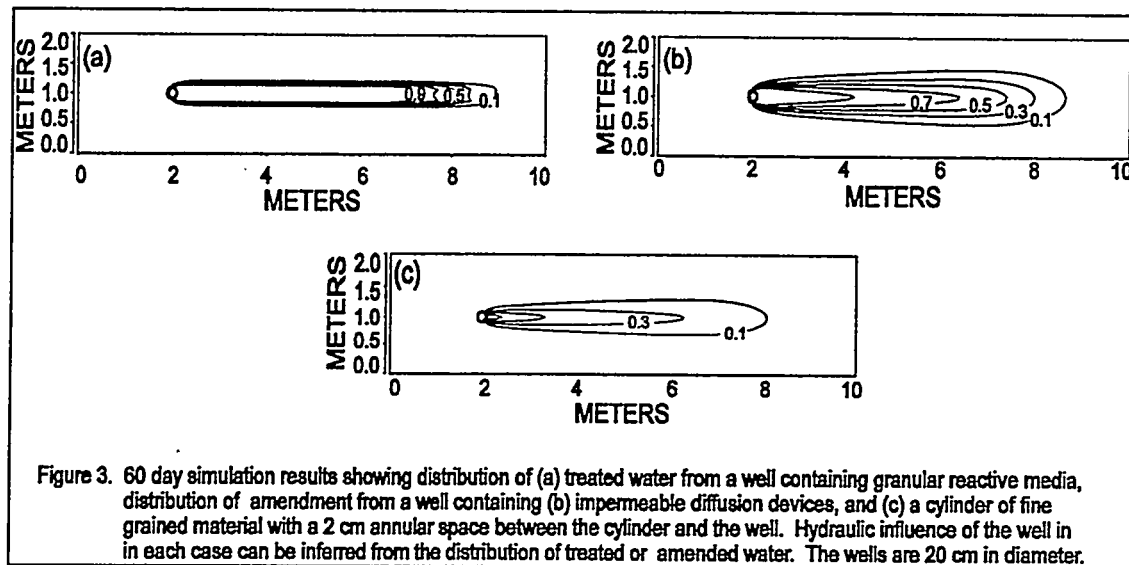 (a)
METERS
2.0
1.5
1.0
0.5
0.0
0.9
0.5
0.1
0 2 4 6 8 10
METERS
(b)
METERS
2.0
1.5
1.0
0.5
0.0
0.7
0.5
0.3
0.1
0 2 4 6 8 10
METERS
(c)
METERS
2.0
1.5
1.0
0.5
0.0
0.3
0.1
0 2 4 6 8 10
METERS
Figure 3. 60 day simulation results showing distribution of (a) treated water from a well containing granular reactive media,
distribution of amendment from a well containing (b) impermeable diffusion devices, and (c) a cylinder of fine
grained material with a 2 cm annular space between the cylinder and the well. Hydraulic influence of the well in
in each case can be inferred from the distribution of treated or amended water. The wells are 20 cm in diameter.